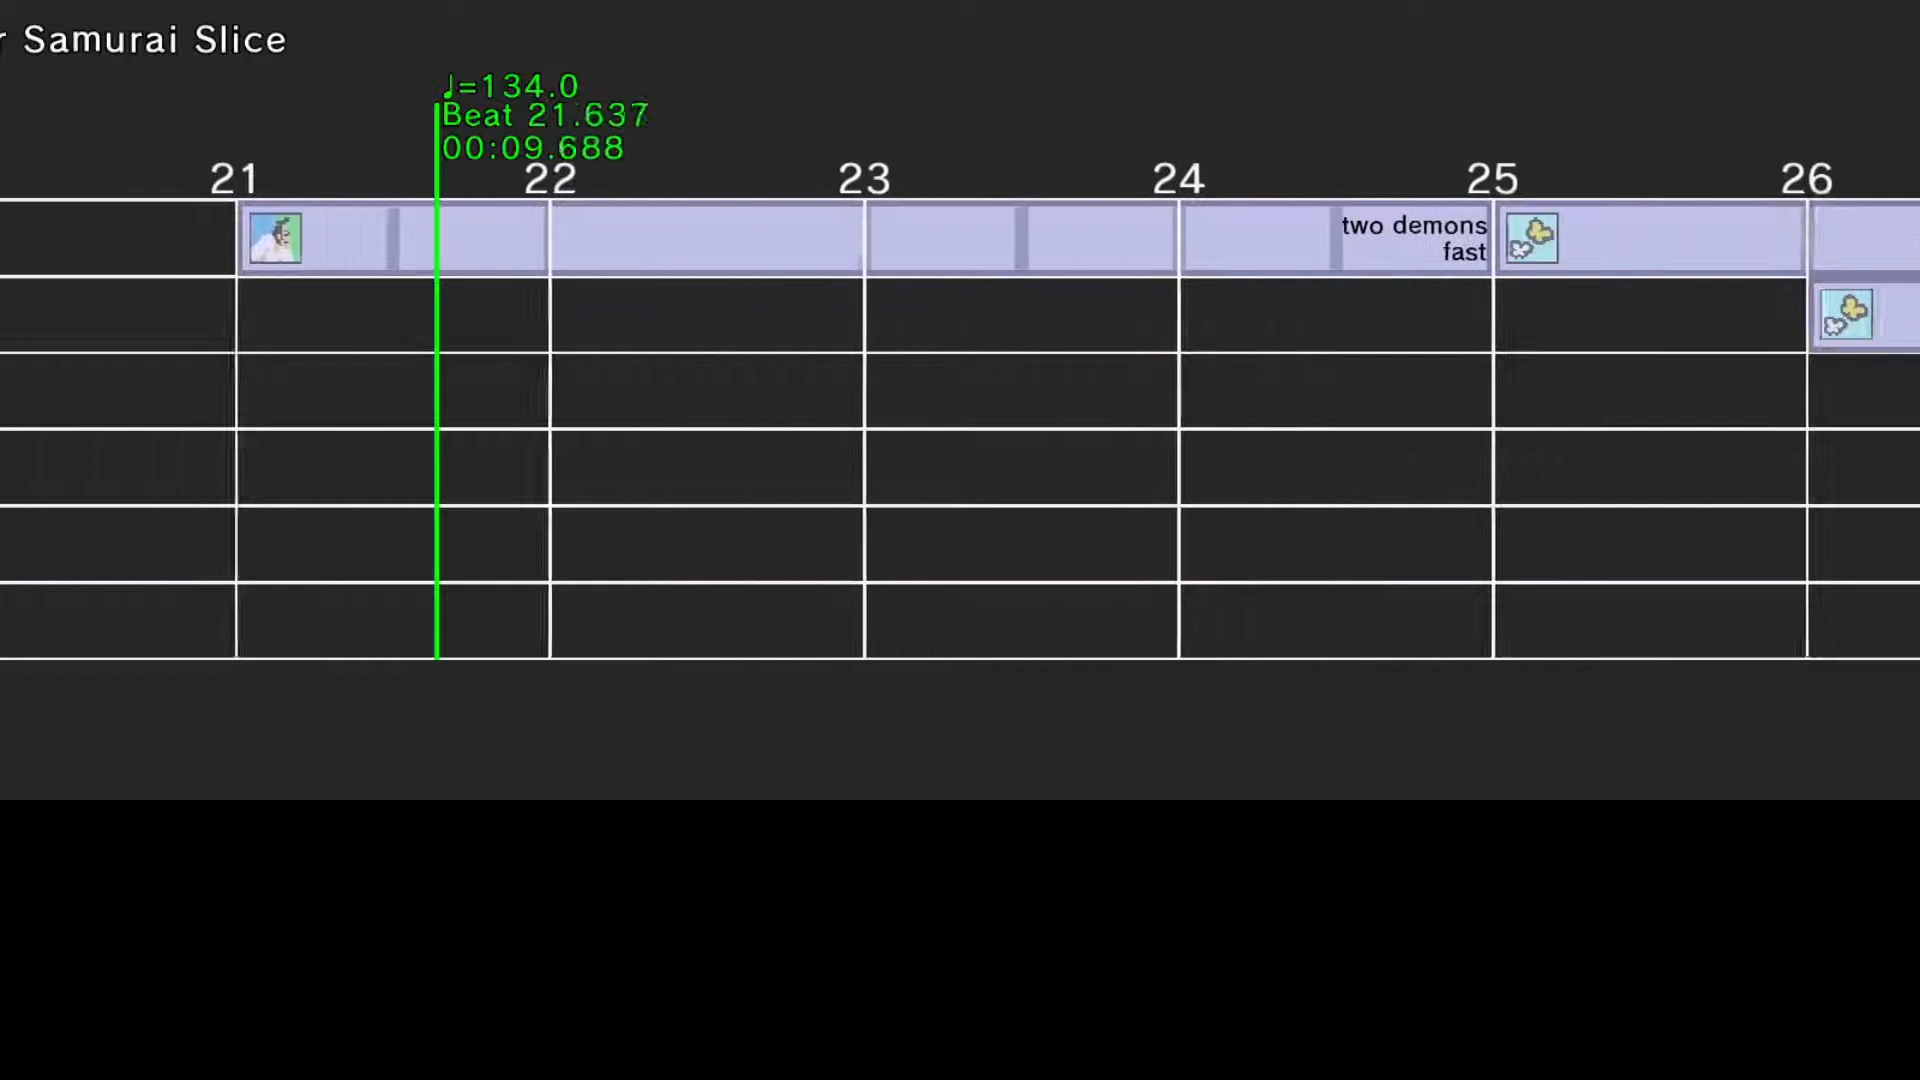 r Samurai Slice
♩=134.0
Beat 21.637
00:09.688
21 22 23 24 25 26
two demons
fast